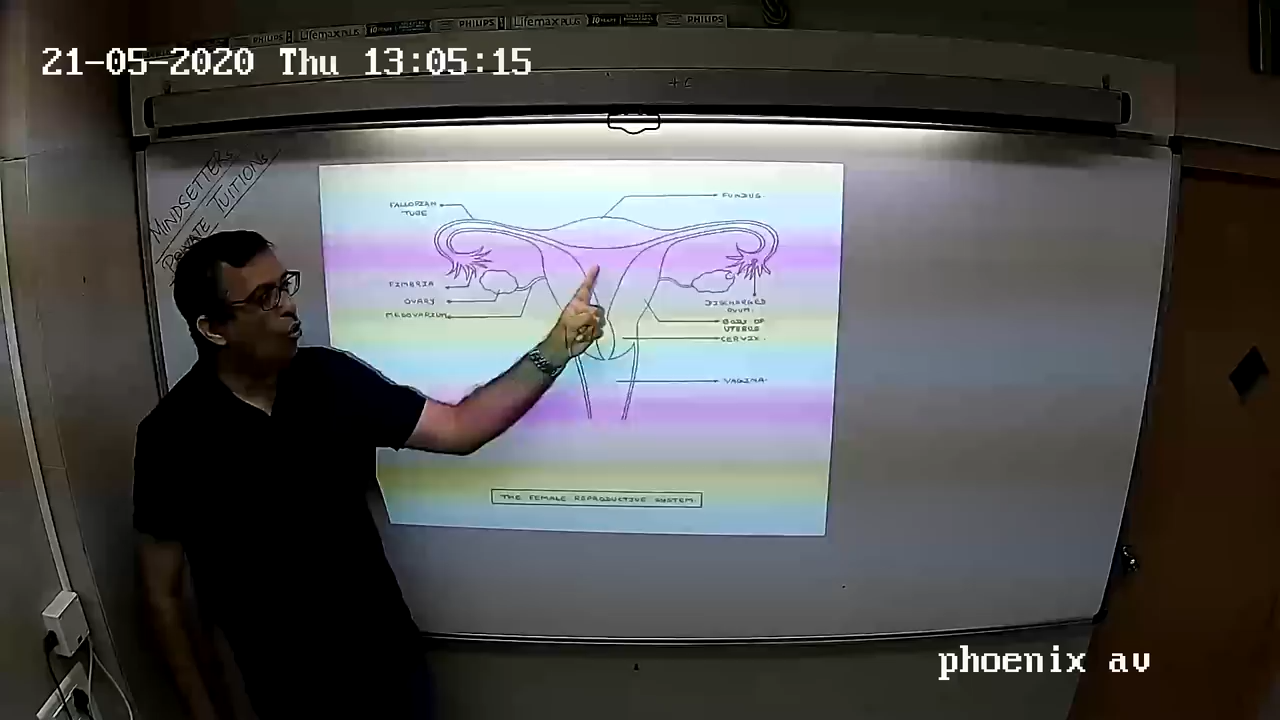 PHILIPS
Lifemax PLUS
PHILIPS
Lifemax PLUS
PHILIPS
21-05-2020 Thu 13:05:15
+C
MINDSETTERS
PRIVATE TUITIONS
FALLOPIAN
TUBE
FUNDUS
FIMBRIA
OVARY
MESOVARIUM
DISCHARGED
OVUM
BODY OF
UTERUS
CERVIX
VAGINA
THE FEMALE REPRODUCTIVE SYSTEM
phoenix av